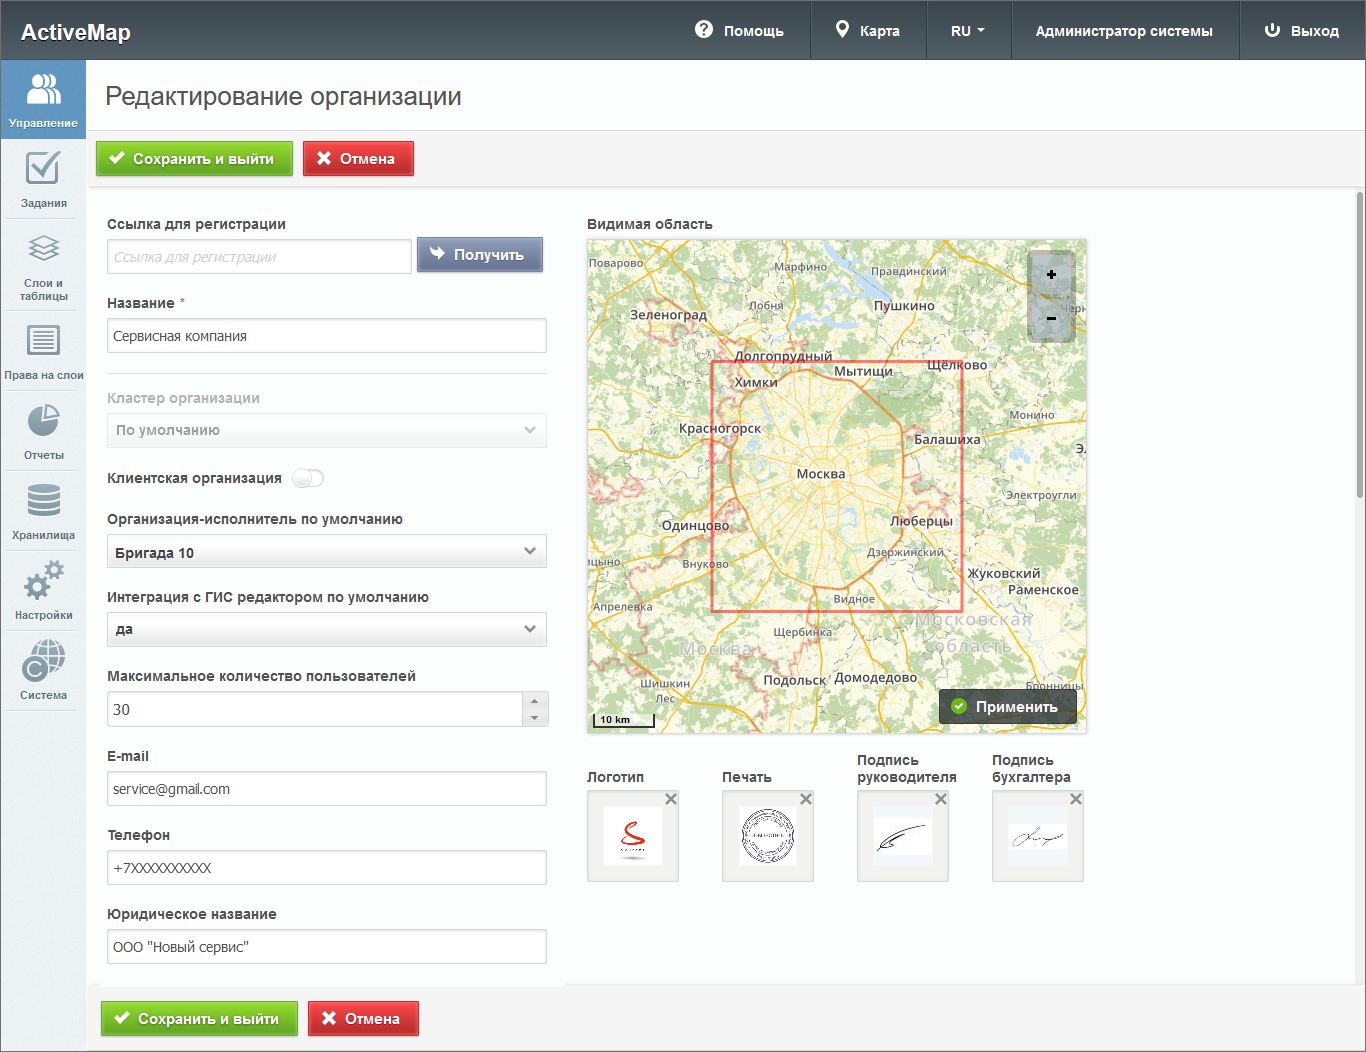 ActiveMap
Помощь
Карта
RU
Администратор системы
Выход
Управление
Задания
Слои и
таблицы
Права на слои
Отчеты
Хранилища
Настройки
Система
Редактирование организации
Сохранить и выйти
Отмена
Ссылка для регистрации
Ссылка для регистрации
Получить
Название *
Сервисная компания
Кластер организации
По умолчанию
Клиентская организация
Организация-исполнитель по умолчанию
Бригада 10
Интеграция с ГИС редактором по умолчанию
да
Максимальное количество пользователей
30
E-mail
service@gmail.com
Телефон
+7XXXXXXXXXX
Юридическое название
ООО "Новый сервис"
Видимая область
Поварово
Марфино
Правдинский
Лобня
Пушкино
Зеленоград
+
-
Долгопрудный
Мытищи
Щёлково
Химки
Монино
Красногорск
Балашиха
Москва
Электроугли
Одинцово
Люберцы
Дзержинский
Внуково
Жуковский
Раменское
Апрелевка
Видное
Московская
область
Щербинка
Москва
Шишкин
Лес
Подольск
Домодедово
Бронницы
10 km
Применить
Логотип
Печать
Подпись
руководителя
Подпись
бухгалтера
Сохранить и выйти
Отмена